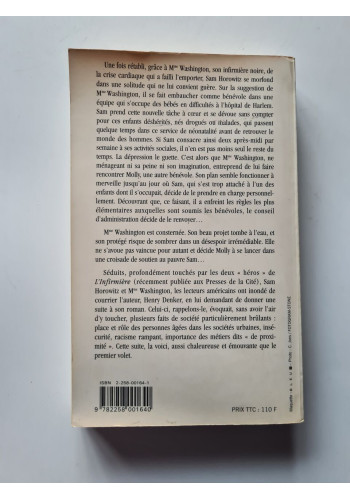 Une fois rétabli, grâce à Mme Washington, son infirmière noire, de
la crise cardiaque qui a failli l'emporter, Sam Horowitz se morfond
dans une solitude qui ne lui convient guère. Sur la suggestion de
Mme Washington, il se fait embaucher comme bénévole dans une
équipe qui s'occupe des bébés en difficultés à l'hôpital de Harlem.
Sam prend cette nouvelle tâche à cœur et se dévoue sans compter
pour ces enfants déshérités, nés drogués ou malades, qui passent
quelque temps dans ce service de néonatalité avant de retrouver le
monde des hommes. Si Sam consacre ainsi deux après-midi par
semaine à ses activités sociales, il n'en est pas moins seul le reste du
temps. La dépression le guette. C'est alors que Mme Washington, ne
ménageant ni sa peine ni son imagination, entreprend de lui faire
rencontrer Molly, une autre bénévole. Son plan semble fonctionner à
merveille jusqu'au jour où Sam, qui s'est trop attaché à l'un des
enfants dont il s'occupait, décide de le prendre en charge personnel-
lement. Découvrant que, ce faisant, il a enfreint les règles les plus
élémentaires auxquelles sont soumis les bénévoles, le conseil
d'administration décide de le renvoyer...
Mme Washington est consternée. Son beau projet tombe à l'eau, et
son protégé risque de sombrer dans un désespoir irrémédiable. Elle
ne s'avoue pas vaincue pour autant et décide Molly à se lancer dans
une croisade de soutien au pauvre Sam...
Séduits, profondément touchés par les deux « héros » de
L'Infirmière (récemment publiée aux Presses de la Cité), Sam
Horowitz et Mme Washington, les lecteurs américains ont inondé de
courrier l'auteur, Henry Denker, en lui demandant de donner une
suite à son roman. Celui-ci, rappelons-le, évoquait, sans avoir l'air
d'y toucher, plusieurs faits de société particulièrement brûlants :
place et rôle des personnes âgées dans les sociétés urbaines, insé-
curité, racisme rampant, importance des métiers dits « de proxi-
mité ». Cette suite, la voici, aussi chaleureuse et émouvante que le
premier volet.
ISBN 2-258-00164-0
9 782258 001640
PRIX TTC : 110 F